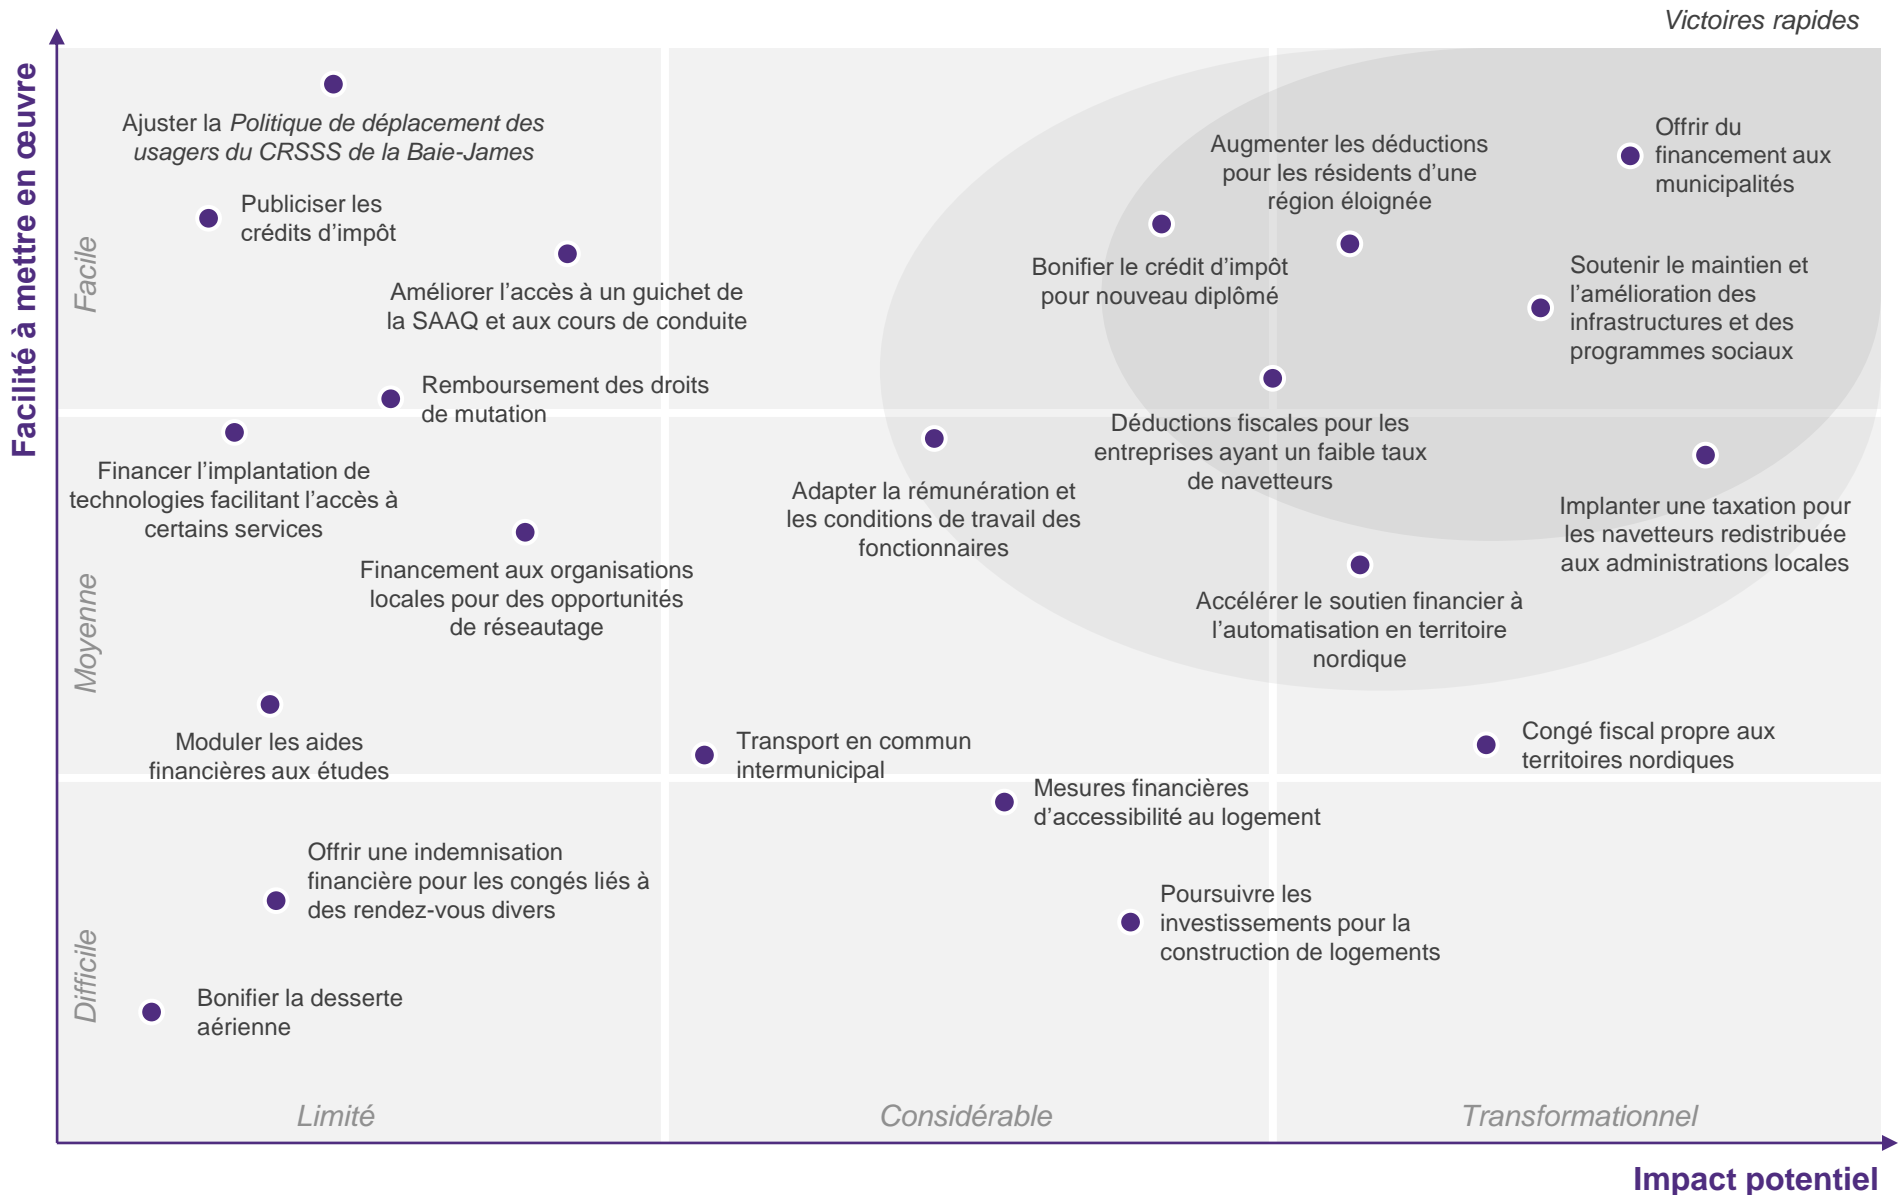 Victoires rapides
Facilité à mettre en œuvre
Facile
Moyenne
Difficile
Ajuster la Politique de déplacement des
usagers du CRSSS de la Baie-James
Publiciser les
crédits d’impôt
Améliorer l’accès à un guichet de
la SAAQ et aux cours de conduite
Remboursement des droits
de mutation
Augmenter les déductions
pour les résidents d’une
région éloignée
Offrir du
financement aux
municipalités
Bonifier le crédit d’impôt
pour nouveau diplômé
Soutenir le maintien et
l’amélioration des
infrastructures et des
programmes sociaux
Financer l’implantation de
technologies facilitant l’accès à
certains services
Financement aux organisations
locales pour des opportunités
de réseautage
Adapter la rémunération et
les conditions de travail des
fonctionnaires
Déductions fiscales pour les
entreprises ayant un faible taux
de navetteurs
Implanter une taxation pour
les navetteurs redistribuée
aux administrations locales
Accélérer le soutien financier à
l’automatisation en territoire
nordique
Moduler les aides
financières aux études
Transport en commun
intermunicipal
Congé fiscal propre aux
territoires nordiques
Mesures financières
d’accessibilité au logement
Offrir une indemnisation
financière pour les congés liés à
des rendez-vous divers
Poursuivre les
investissements pour la
construction de logements
Bonifier la desserte
aérienne
Limité
Considérable
Transformationnel
Impact potentiel